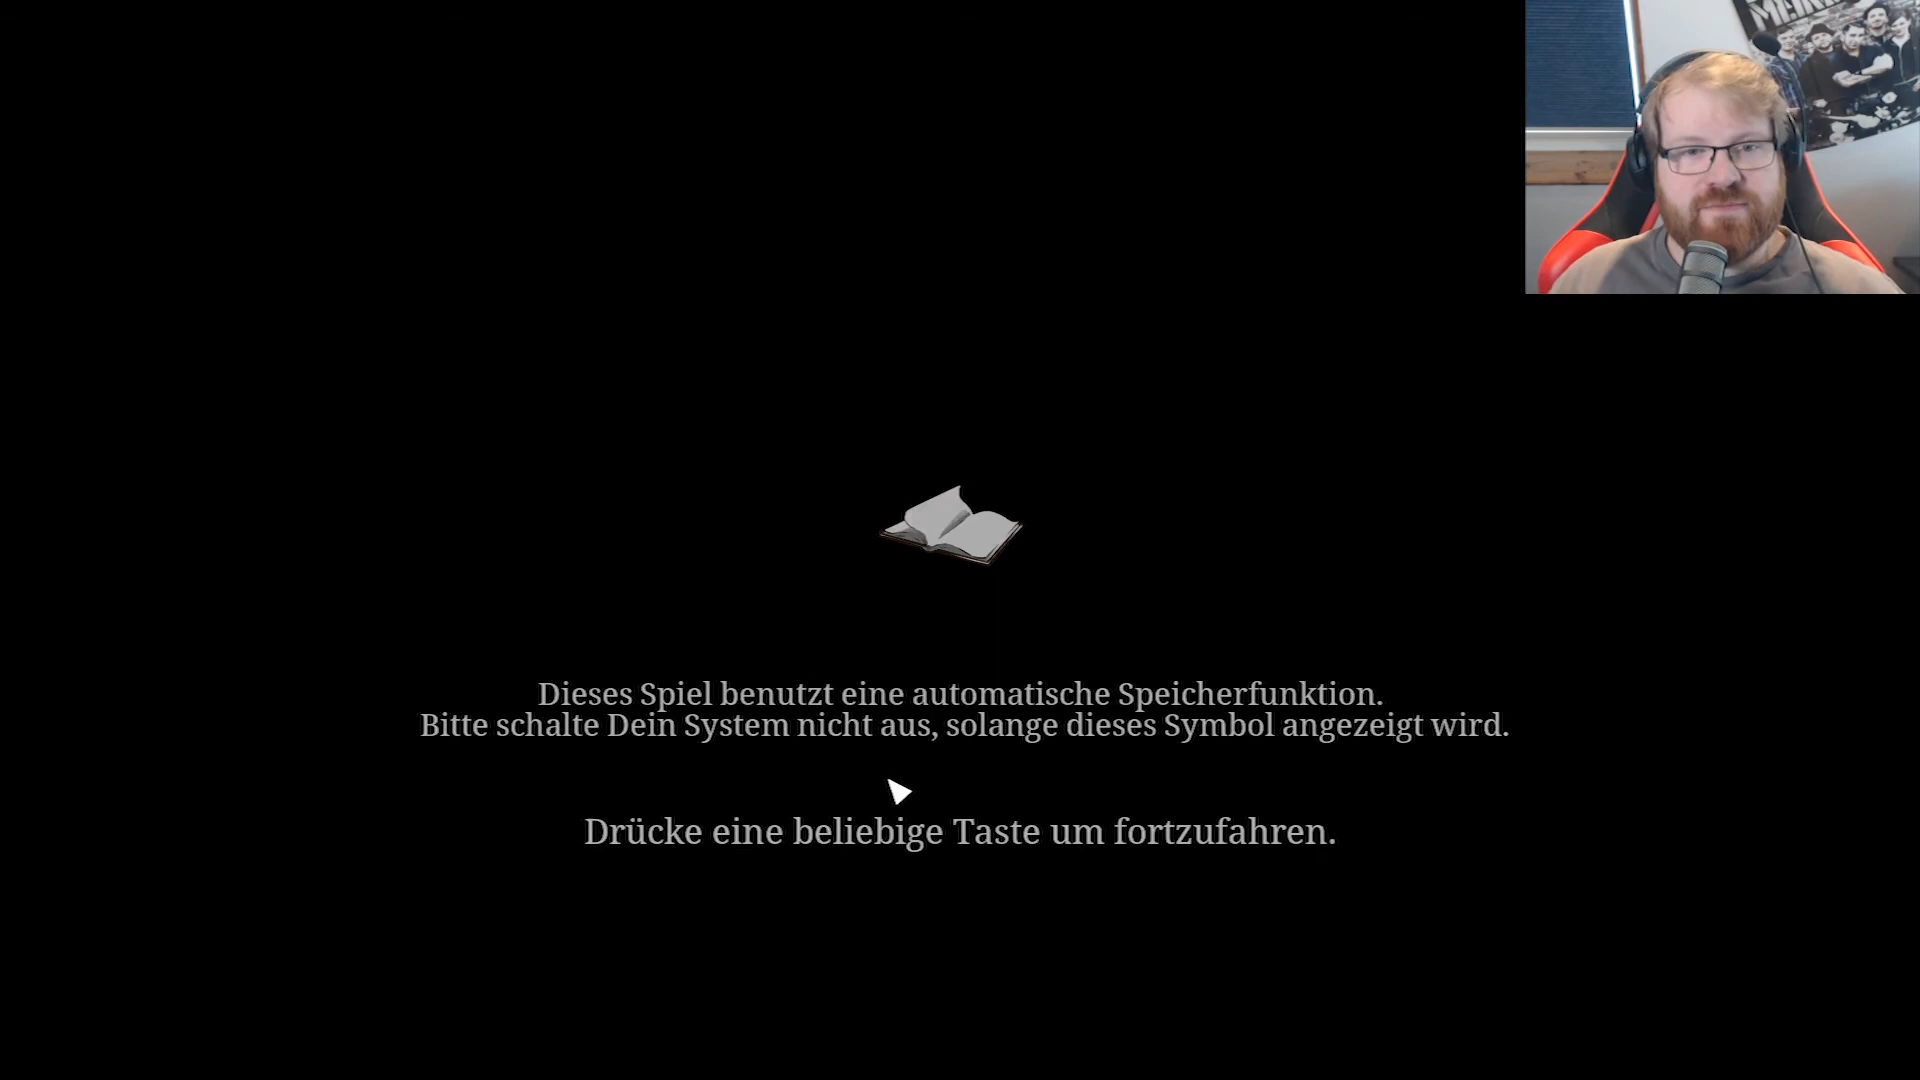 Dieses Spiel benutzt eine automatische Speicherfunktion.
Bitte schalte Dein System nicht aus, solange dieses Symbol angezeigt wird.
Drücke eine beliebige Taste um fortzufahren.